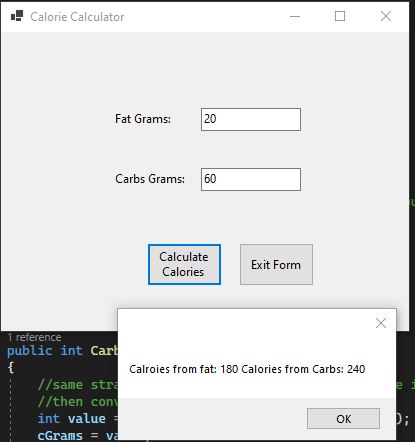 Calorie Calculator
Fat Grams: 20
Carbs Grams: 60
Calculate
Calories
Exit Form
Calroies from fat: 180 Calories from Carbs: 240
OK
1 reference
public int Carb
{
//same stra
//then conv
int value = );
cGrams = va